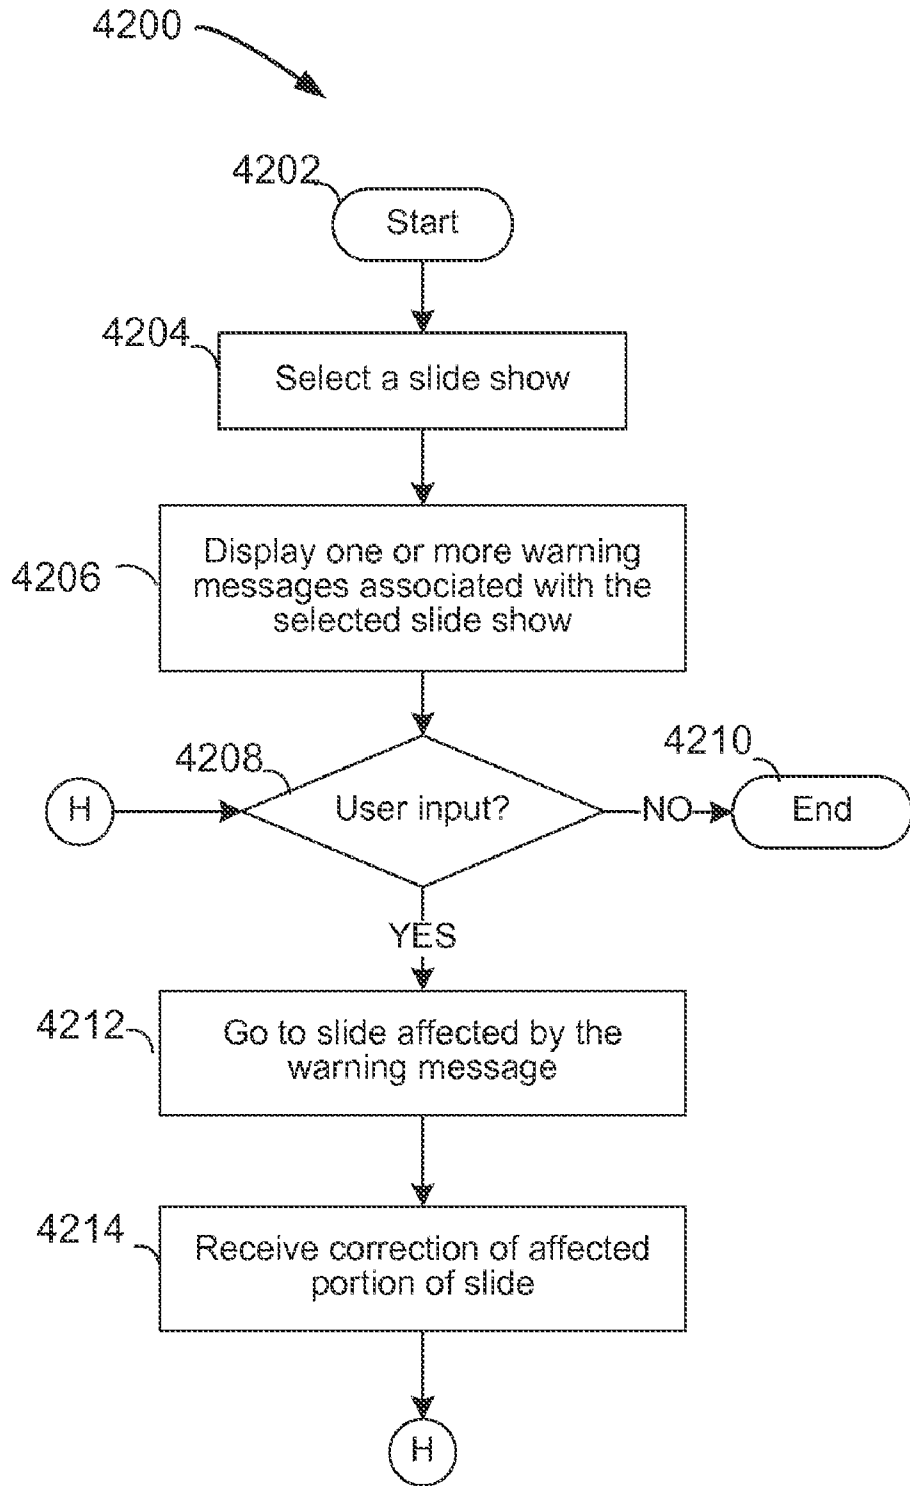 4200
4202
Start
4204
Select a slide show
4206
Display one or more warning
messages associated with the
selected slide show
4208
H
User input?
NO
4210
End
YES
4212
Go to slide affected by the
warning message
4214
Receive correction of affected
portion of slide
H